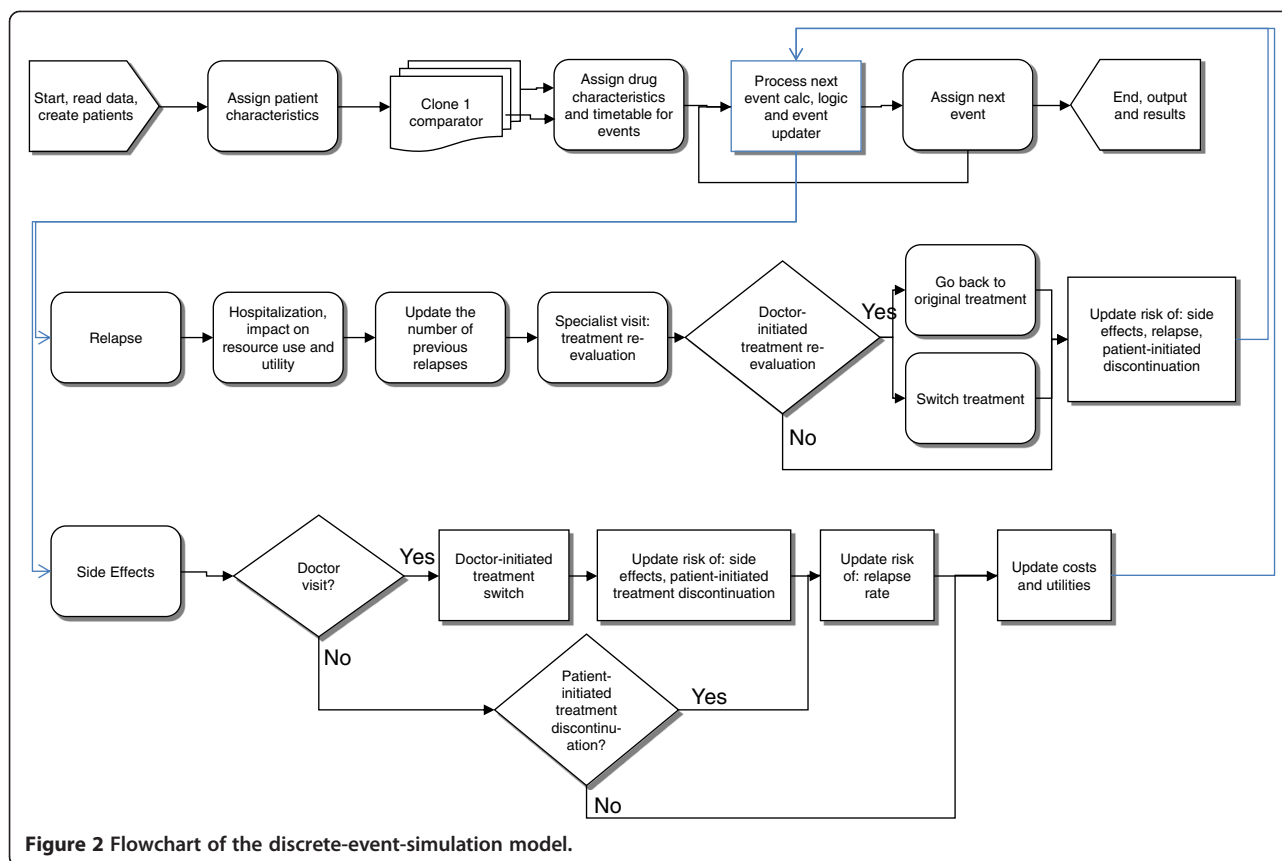 Start, read data,
create patients
Assign patient
characteristics
Clone 1
comparator
Assign drug
characteristics
and timetable for
events
Process next
event calc, logic
and event
updater
Assign next
event
End, output
and results
Relapse
Hospitalization,
impact on
resource use and
utility
Update the
number of
previous
relapses
Specialist visit:
treatment re-
evaluation
Doctor-
initiated
treatment re-
evaluation
Yes
No
Go back to
original treatment
Switch treatment
Update risk of: side
effects, relapse,
patient-initiated
discontinuation
Side Effects
Doctor
visit?
Yes
No
Doctor-initiated
treatment
switch
Update risk of: side
effects, patient-initiated
treatment discontinuation
Update risk
of: relapse
rate
Update costs
and utilities
Patient-
initiated
treatment
discontinu-
ation?
Yes
No
Figure 2 Flowchart of the discrete-event-simulation model.